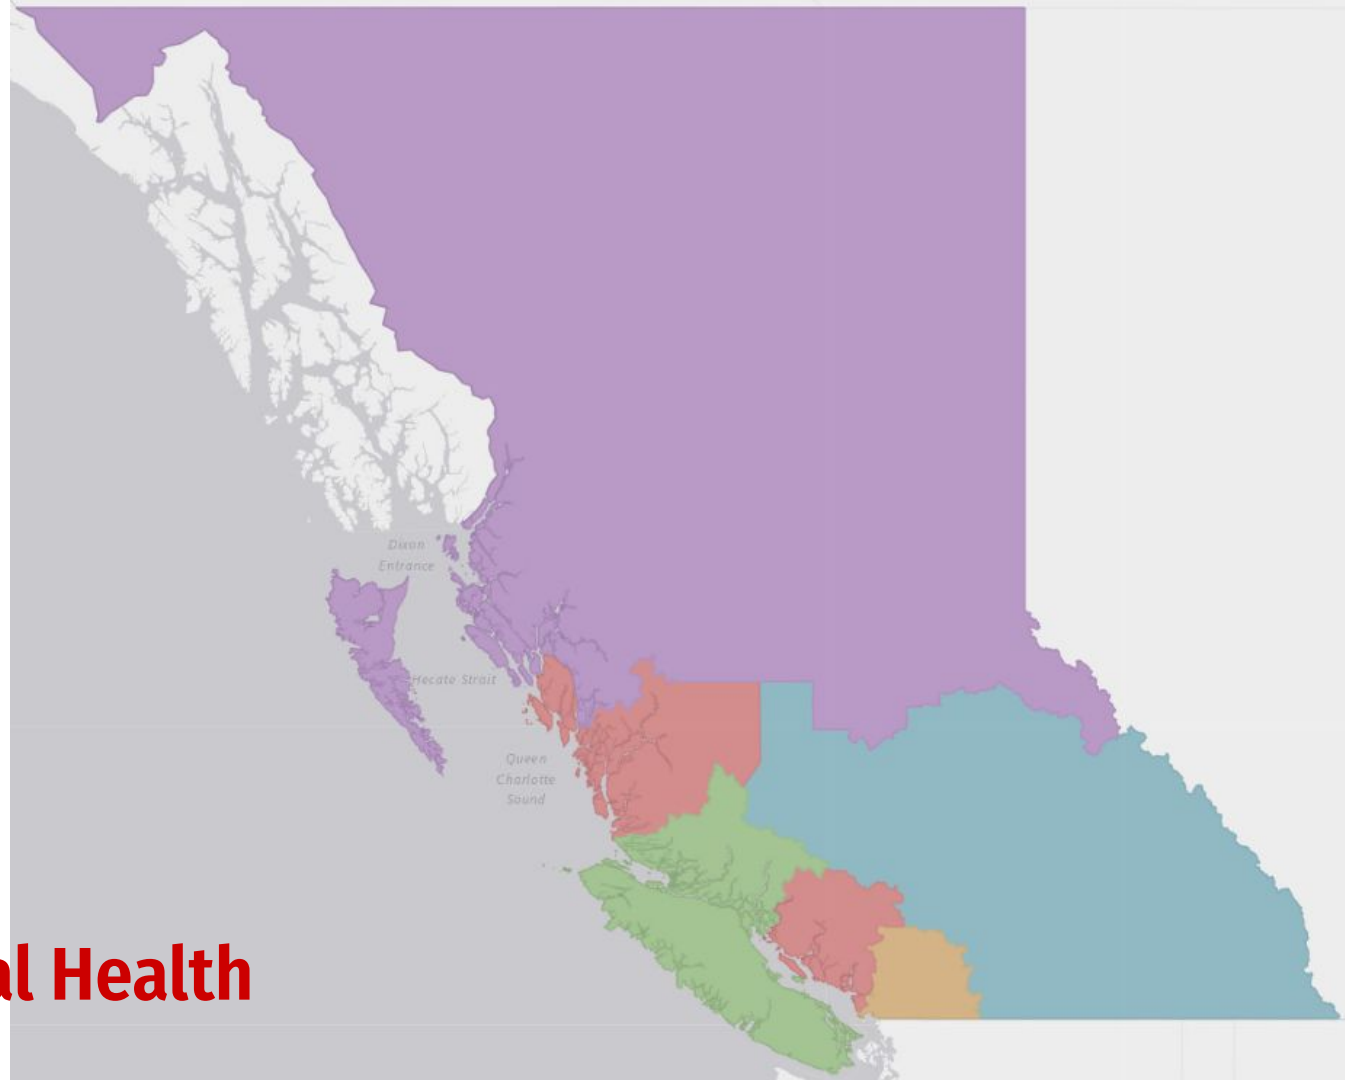 Dixon
Entrance
Hecate Strait
Queen
Charlotte
Sound
al Health